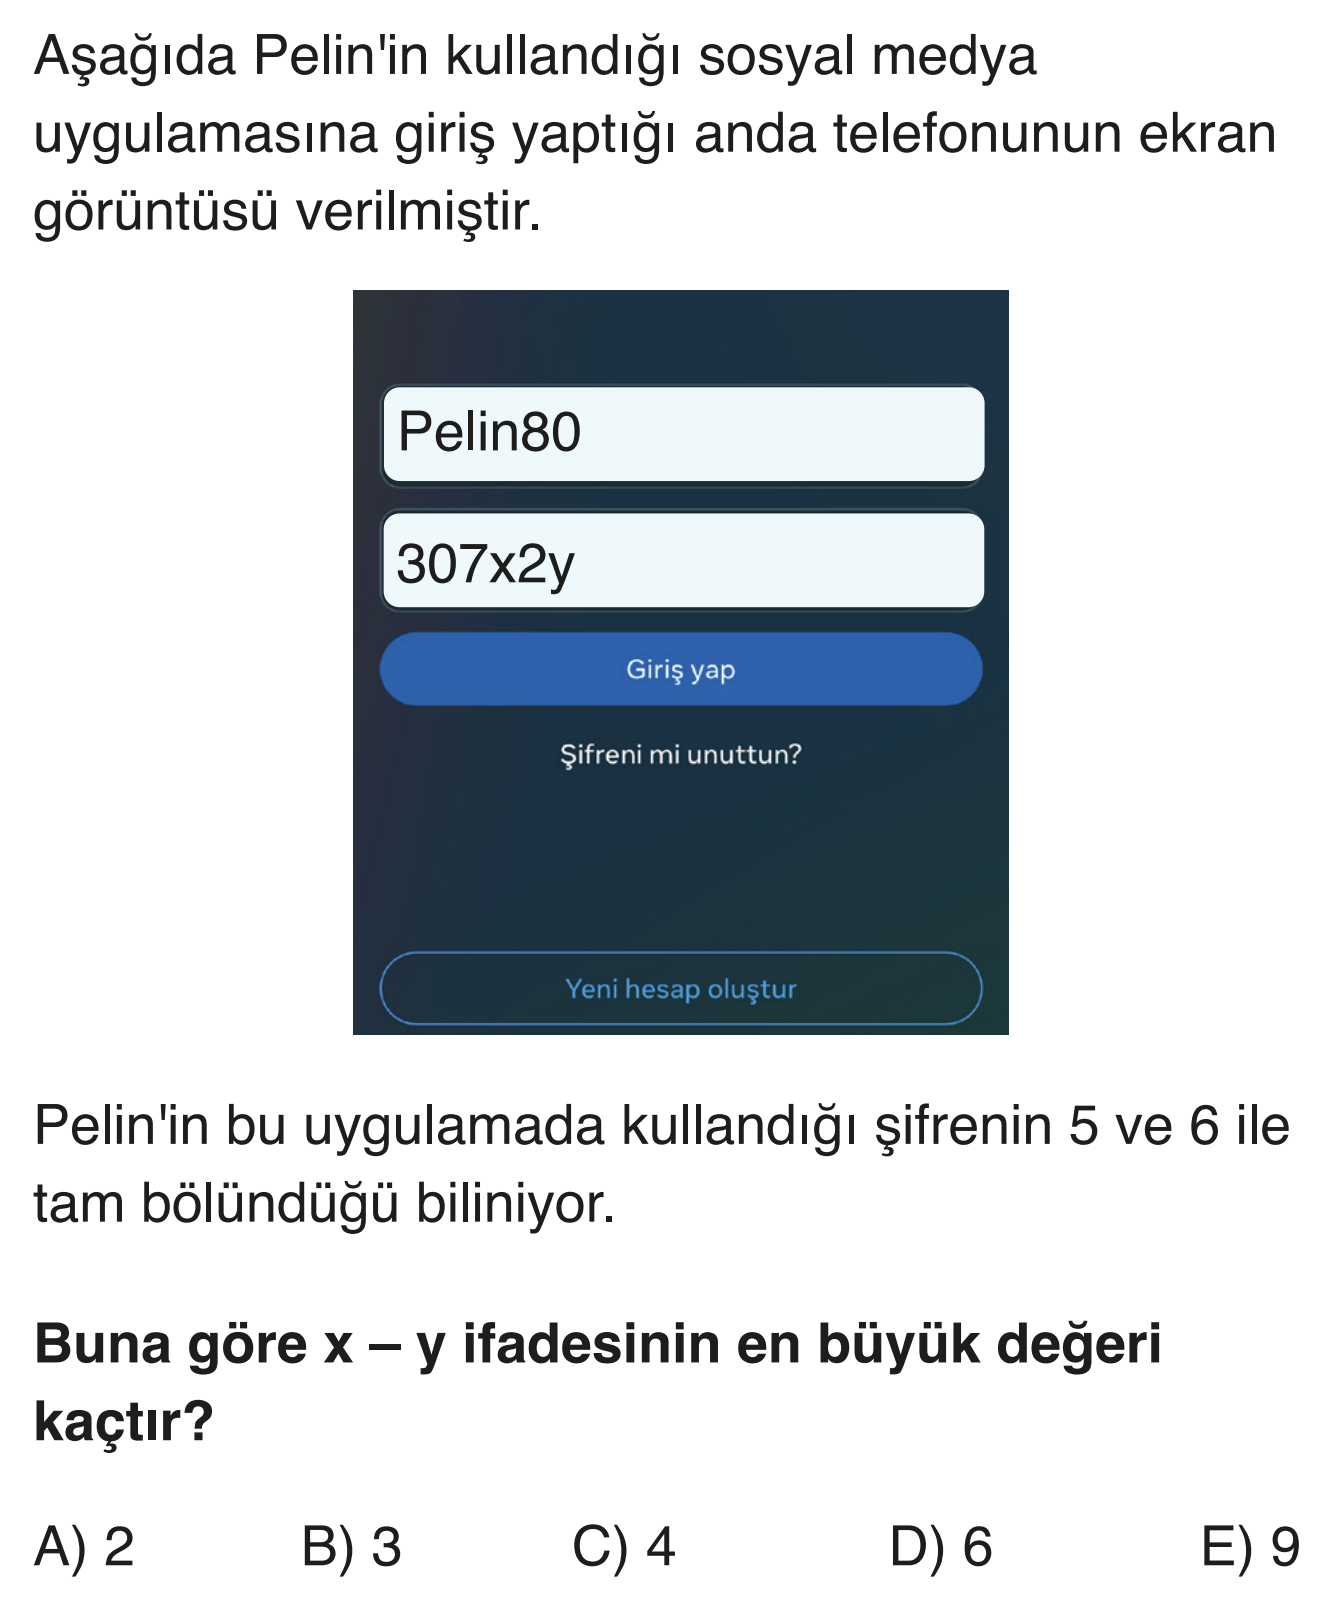 Aşağıda Pelin'in kullandığı sosyal medya
uygulamasına giriş yaptığı anda telefonunun ekran
görüntüsü verilmiştir.
Pelin80
307x2y
Giriş yap
Şifreni mi unuttun?
Yeni hesap oluştur
Pelin'in bu uygulamada kullandığı şifrenin 5 ve 6 ile
tam bölündüğü biliniyor.
Buna göre x – y ifadesinin en büyük değeri
kaçtır?
A) 2 B) 3 C) 4 D) 6 E) 9